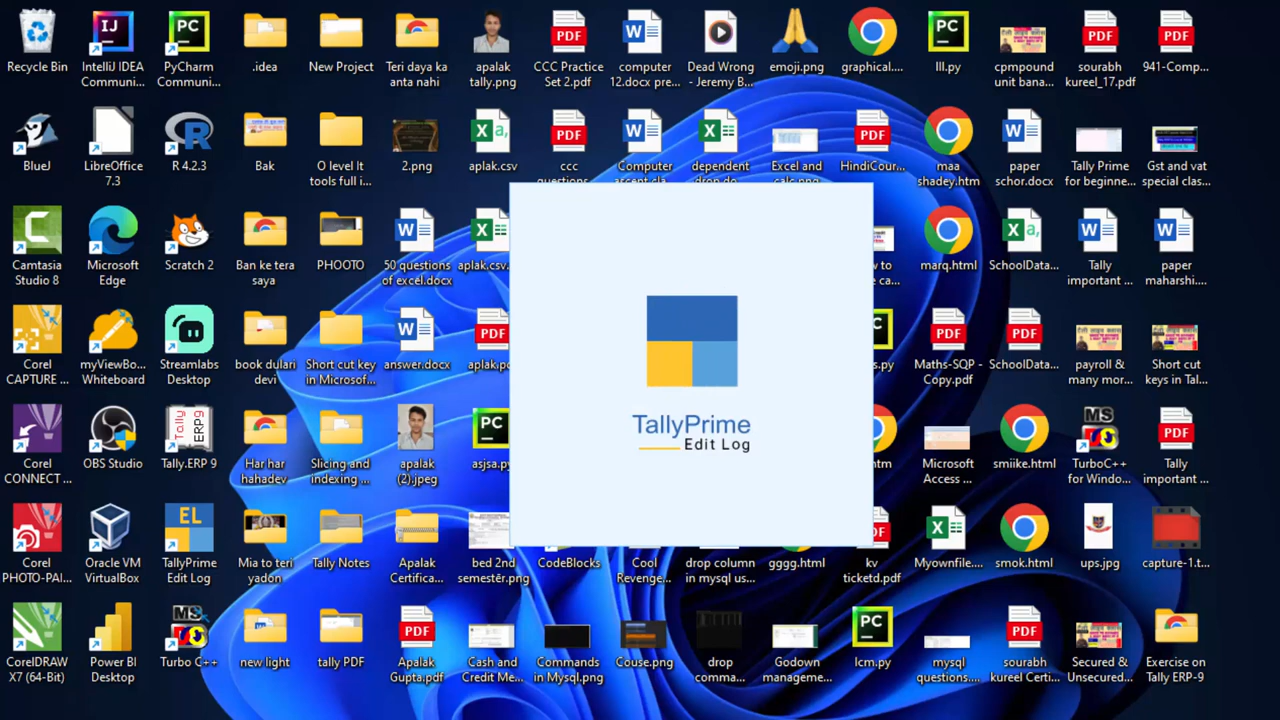 Recycle Bin
IntelliJ IDEA
Communi...
PyCharm
Communi...
.idea
New Project
Teri daya ka
anta nahi
apalak
tally.png
CCC Practice
Set 2.pdf
computer
12.docx pre...
Dead Wrong
- Jeremy B...
emoji.png
graphical....
lll.py
cpmpound
unit bana...
sourabh
kureel_17.pdf
941-Comp...
BlueJ
LibreOffice
7.3
R 4.2.3
Bak
O level It
tools full i...
2.png
aplak.csv
ccc
questions
Computer
dependent
Excel and
calc.png
HindiCour...
maa
shadey.htm
paper
schor.docx
Tally Prime
for beginne...
Gst and vat
special clas...
Camtasia
Studio 8
Microsoft
Edge
Scratch 2
Ban ke tera
saya
PHOOTO
50 questions
of excel.docx
aplak.csv.
marq.html
SchoolData...
Tally
important ...
paper
maharshi....
Corel
CAPTURE ...
myViewBo...
Whiteboard
Streamlabs
Desktop
book dulari
devi
Short cut key
in Microsof...
answer.docx
Maths-SQP -
Copy.pdf
SchoolData...
payroll &
many mor...
Short cut
keys in Tal...
TallyPrime
Edit Log
Corel
CONNECT ...
OBS Studio
Tally.ERP 9
Har har
hahadev
Slicing and
indexing ...
apalak
(2).jpeg
asjsa.py
Microsoft
Access ...
smiike.html
TurboC++
for Windo...
Tally
important ...
Corel
PHOTO-PAI...
Oracle VM
VirtualBox
TallyPrime
Edit Log
Mia to teri
yadon
Tally Notes
Apalak
Certifica...
bed 2nd
semester.png
CodeBlocks
Cool
Revenge...
drop column
in mysql us...
gggg.html
kv
ticketd.pdf
Myownfile....
smok.html
ups.jpg
capture-1.t...
CorelDRAW
X7 (64-Bit)
Power BI
Desktop
Turbo C++
new light
tally PDF
Apalak
Gupta.pdf
Cash and
Credit Me...
Commands
in Mysql.png
Couse.png
drop
comma...
Godown
manageme...
lcm.py
mysql
questions....
sourabh
kureel Certi...
Secured &
Unsecured...
Exercise on
Tally ERP-9